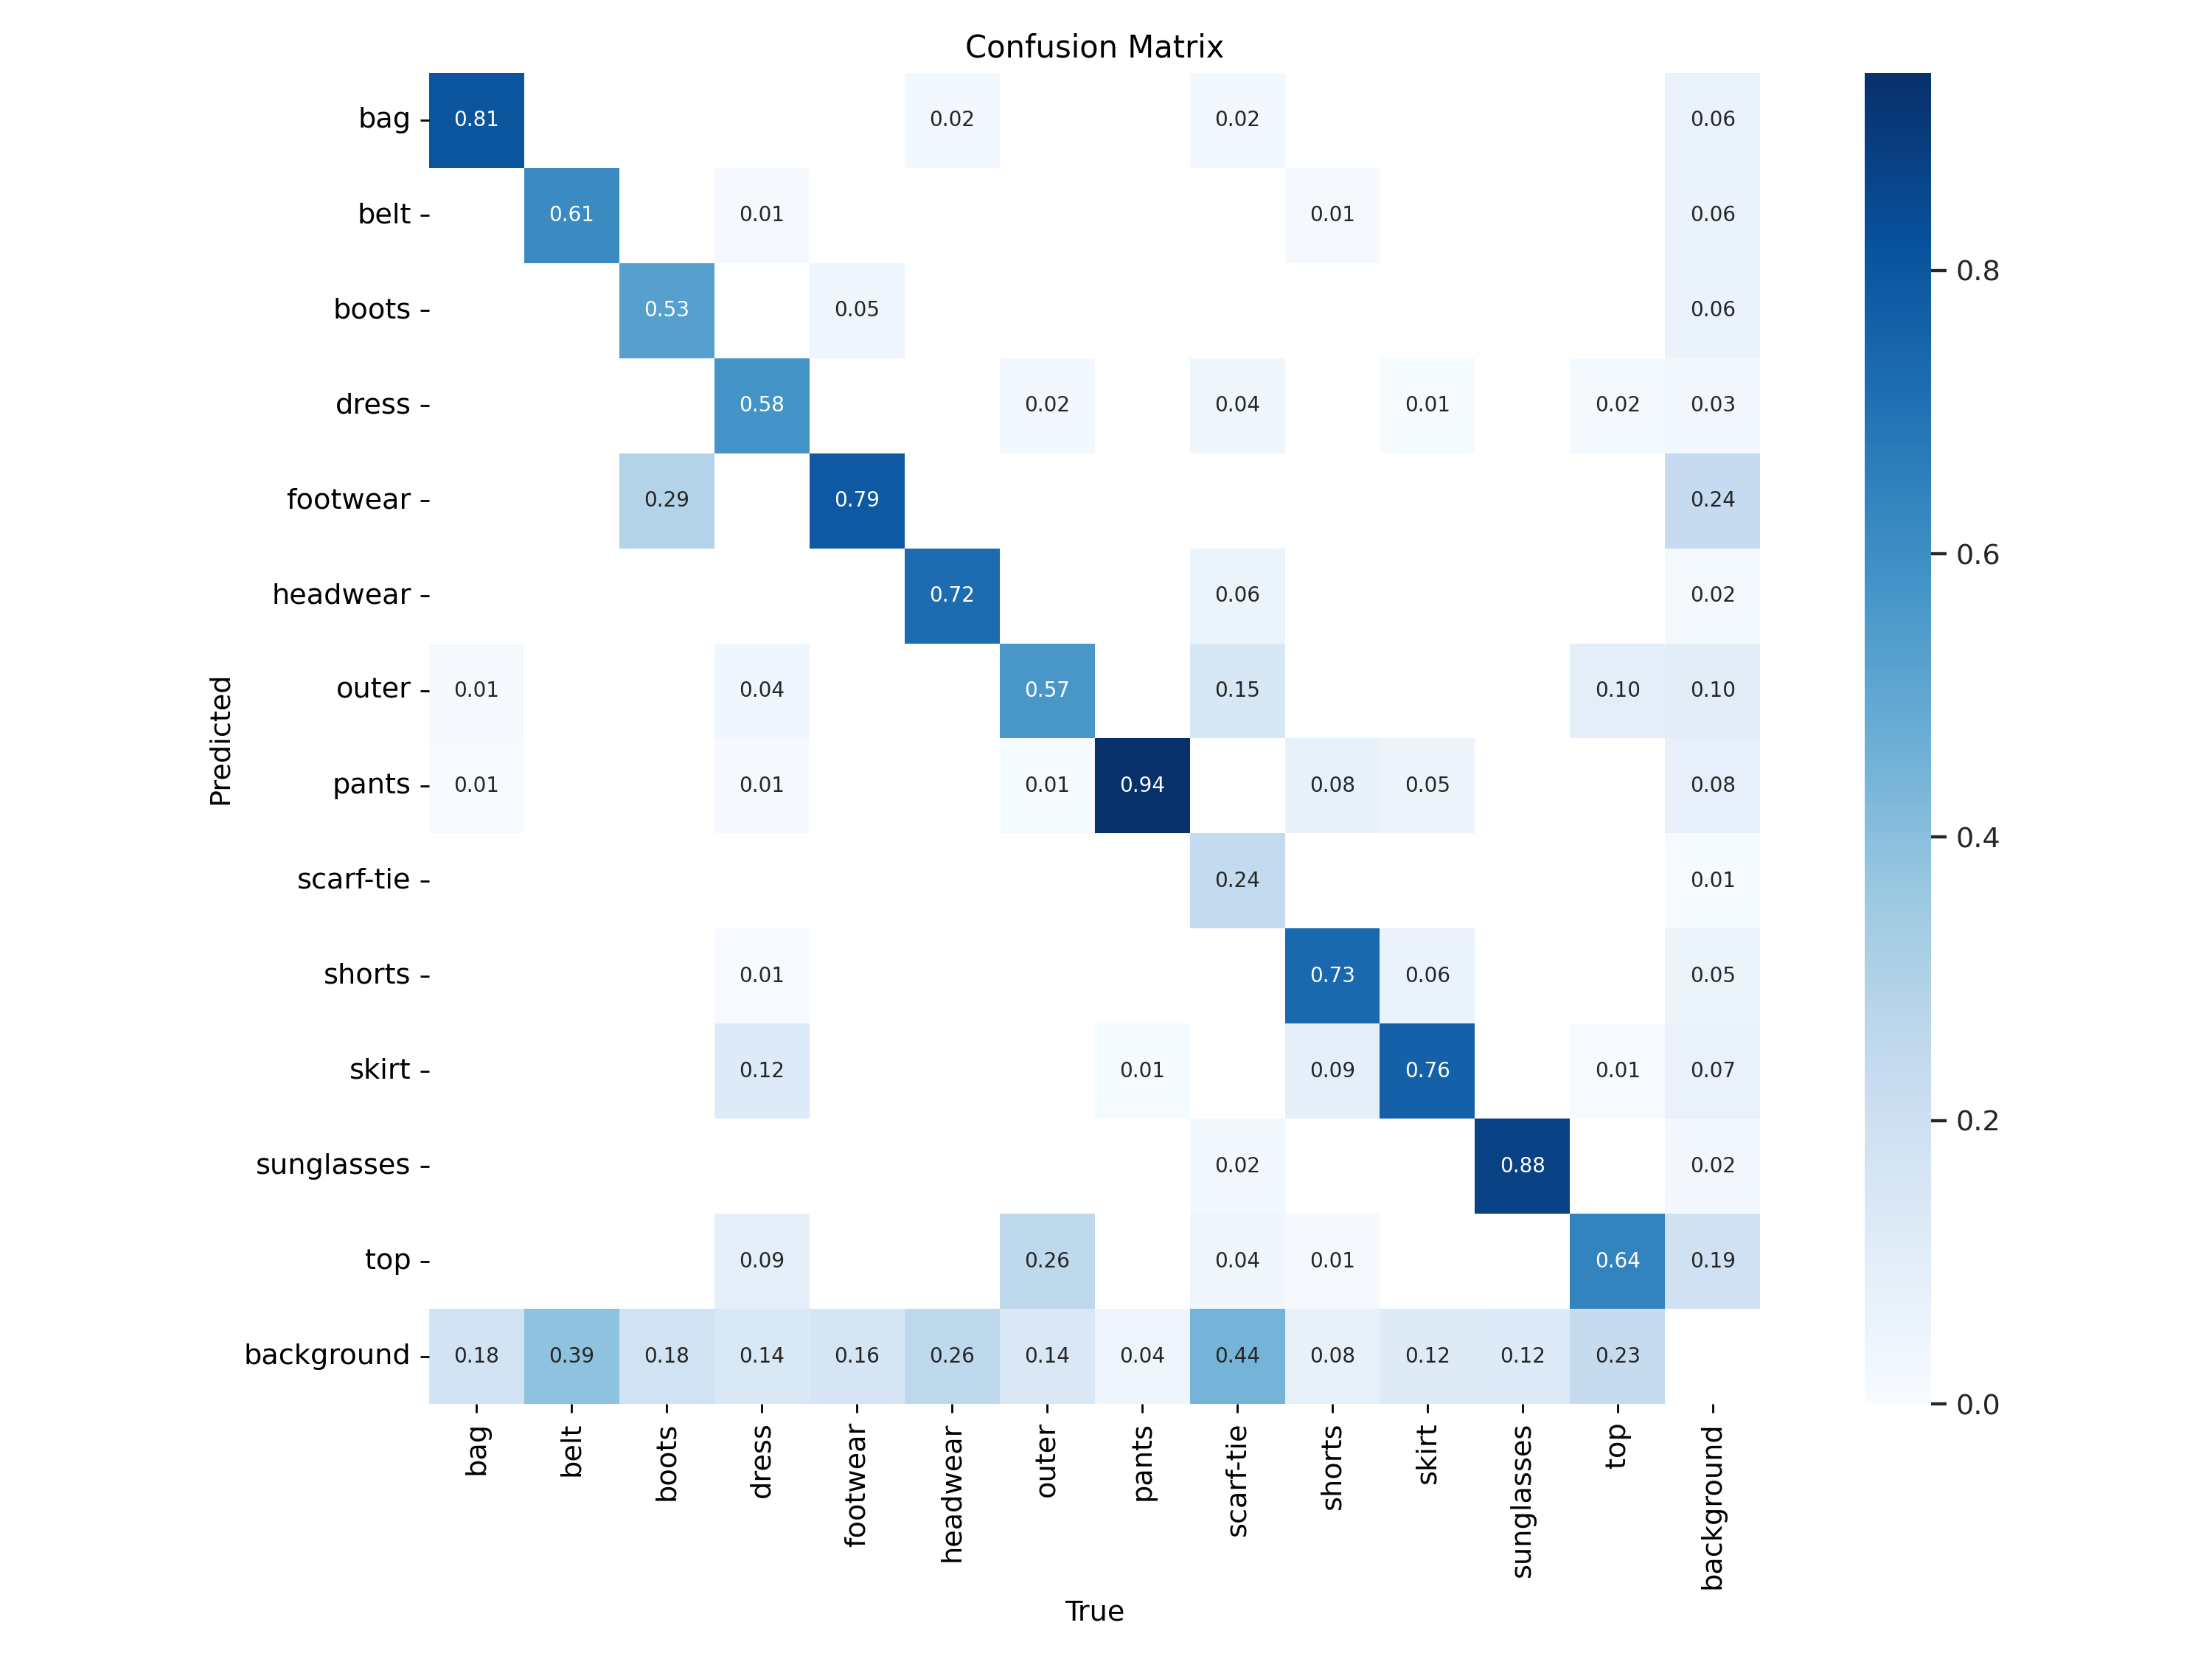 Confusion Matrix
bag 0.81 0.02 0.02 0.06
belt 0.61 0.01 0.01 0.06
boots 0.53 0.05 0.06
dress 0.58 0.02 0.04 0.01 0.02 0.03
footwear 0.29 0.79 0.24
headwear 0.72 0.06 0.02
outer 0.01 0.04 0.57 0.15 0.10 0.10
pants 0.01 0.01 0.01 0.94 0.08 0.05 0.08
scarf-tie 0.24 0.01
shorts 0.01 0.73 0.06 0.05
skirt 0.12 0.01 0.09 0.76 0.01 0.07
sunglasses 0.02 0.88 0.02
top 0.09 0.26 0.04 0.01 0.64 0.19
background 0.18 0.39 0.18 0.14 0.16 0.26 0.14 0.04 0.44 0.08 0.12 0.12 0.23
bag belt boots dress footwear headwear outer pants scarf-tie shorts skirt sunglasses top background
True
Predicted
0.8
0.6
0.4
0.2
0.0